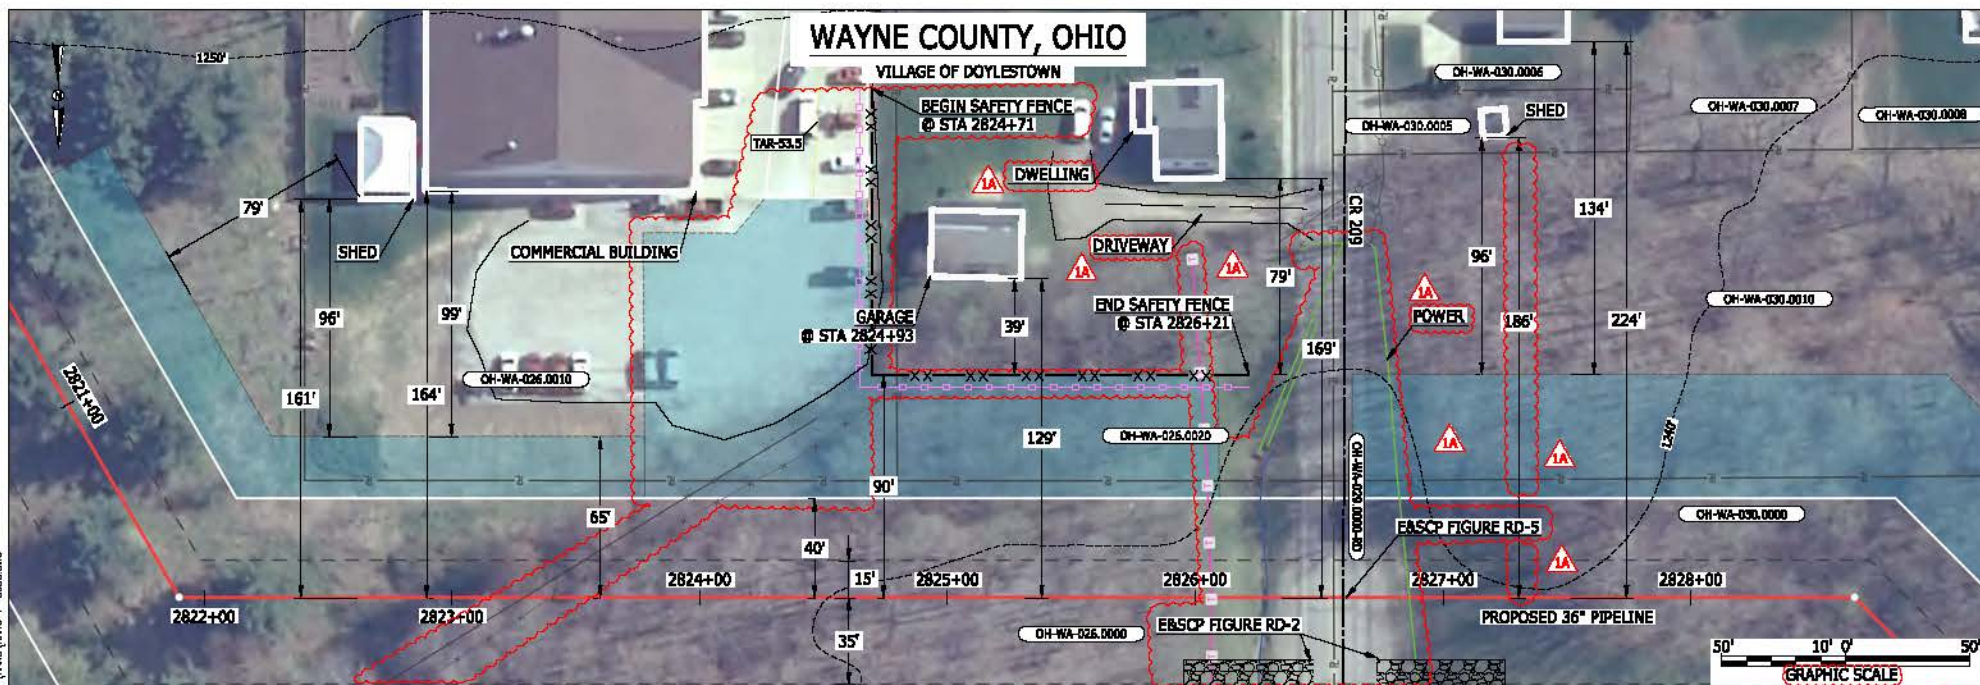 WAYNE COUNTY, OHIO
VILLAGE OF DOYLESTOWN
1250'
N
BEGIN SAFETY FENCE
@ STA 2824+71
TAR-53.5
OH-WA-030.0006
OH-WA-030.0007
OH-WA-030.0008
OH-WA-030.0005
SHED
1A
DWELLING
79'
SHED
COMMERCIAL BUILDING
DRIVEWAY
CR 209
134'
96'
1A
1A
79'
96'
99'
GARAGE
@ STA 2824+93
39'
END SAFETY FENCE
@ STA 2826+21
1A
POWER
186'
224'
OH-WA-030.0010
169'
2821+00
161'
164'
OH-WA-026.0010
129'
OH-WA-026.0020
1A
1A
1240'
90'
65'
40'
OH-WA-029.0000-RD
E&SCP FIGURE RD-5
OH-WA-030.0000
1A
15'
2822+00
2823+00
2824+00
2825+00
2826+00
2827+00
2828+00
PROPOSED 36" PIPELINE
35'
OH-WA-026.0000
E&SCP FIGURE RD-2
T
T
T
T
T
50'
10'
0'
50'
GRAPHIC SCALE